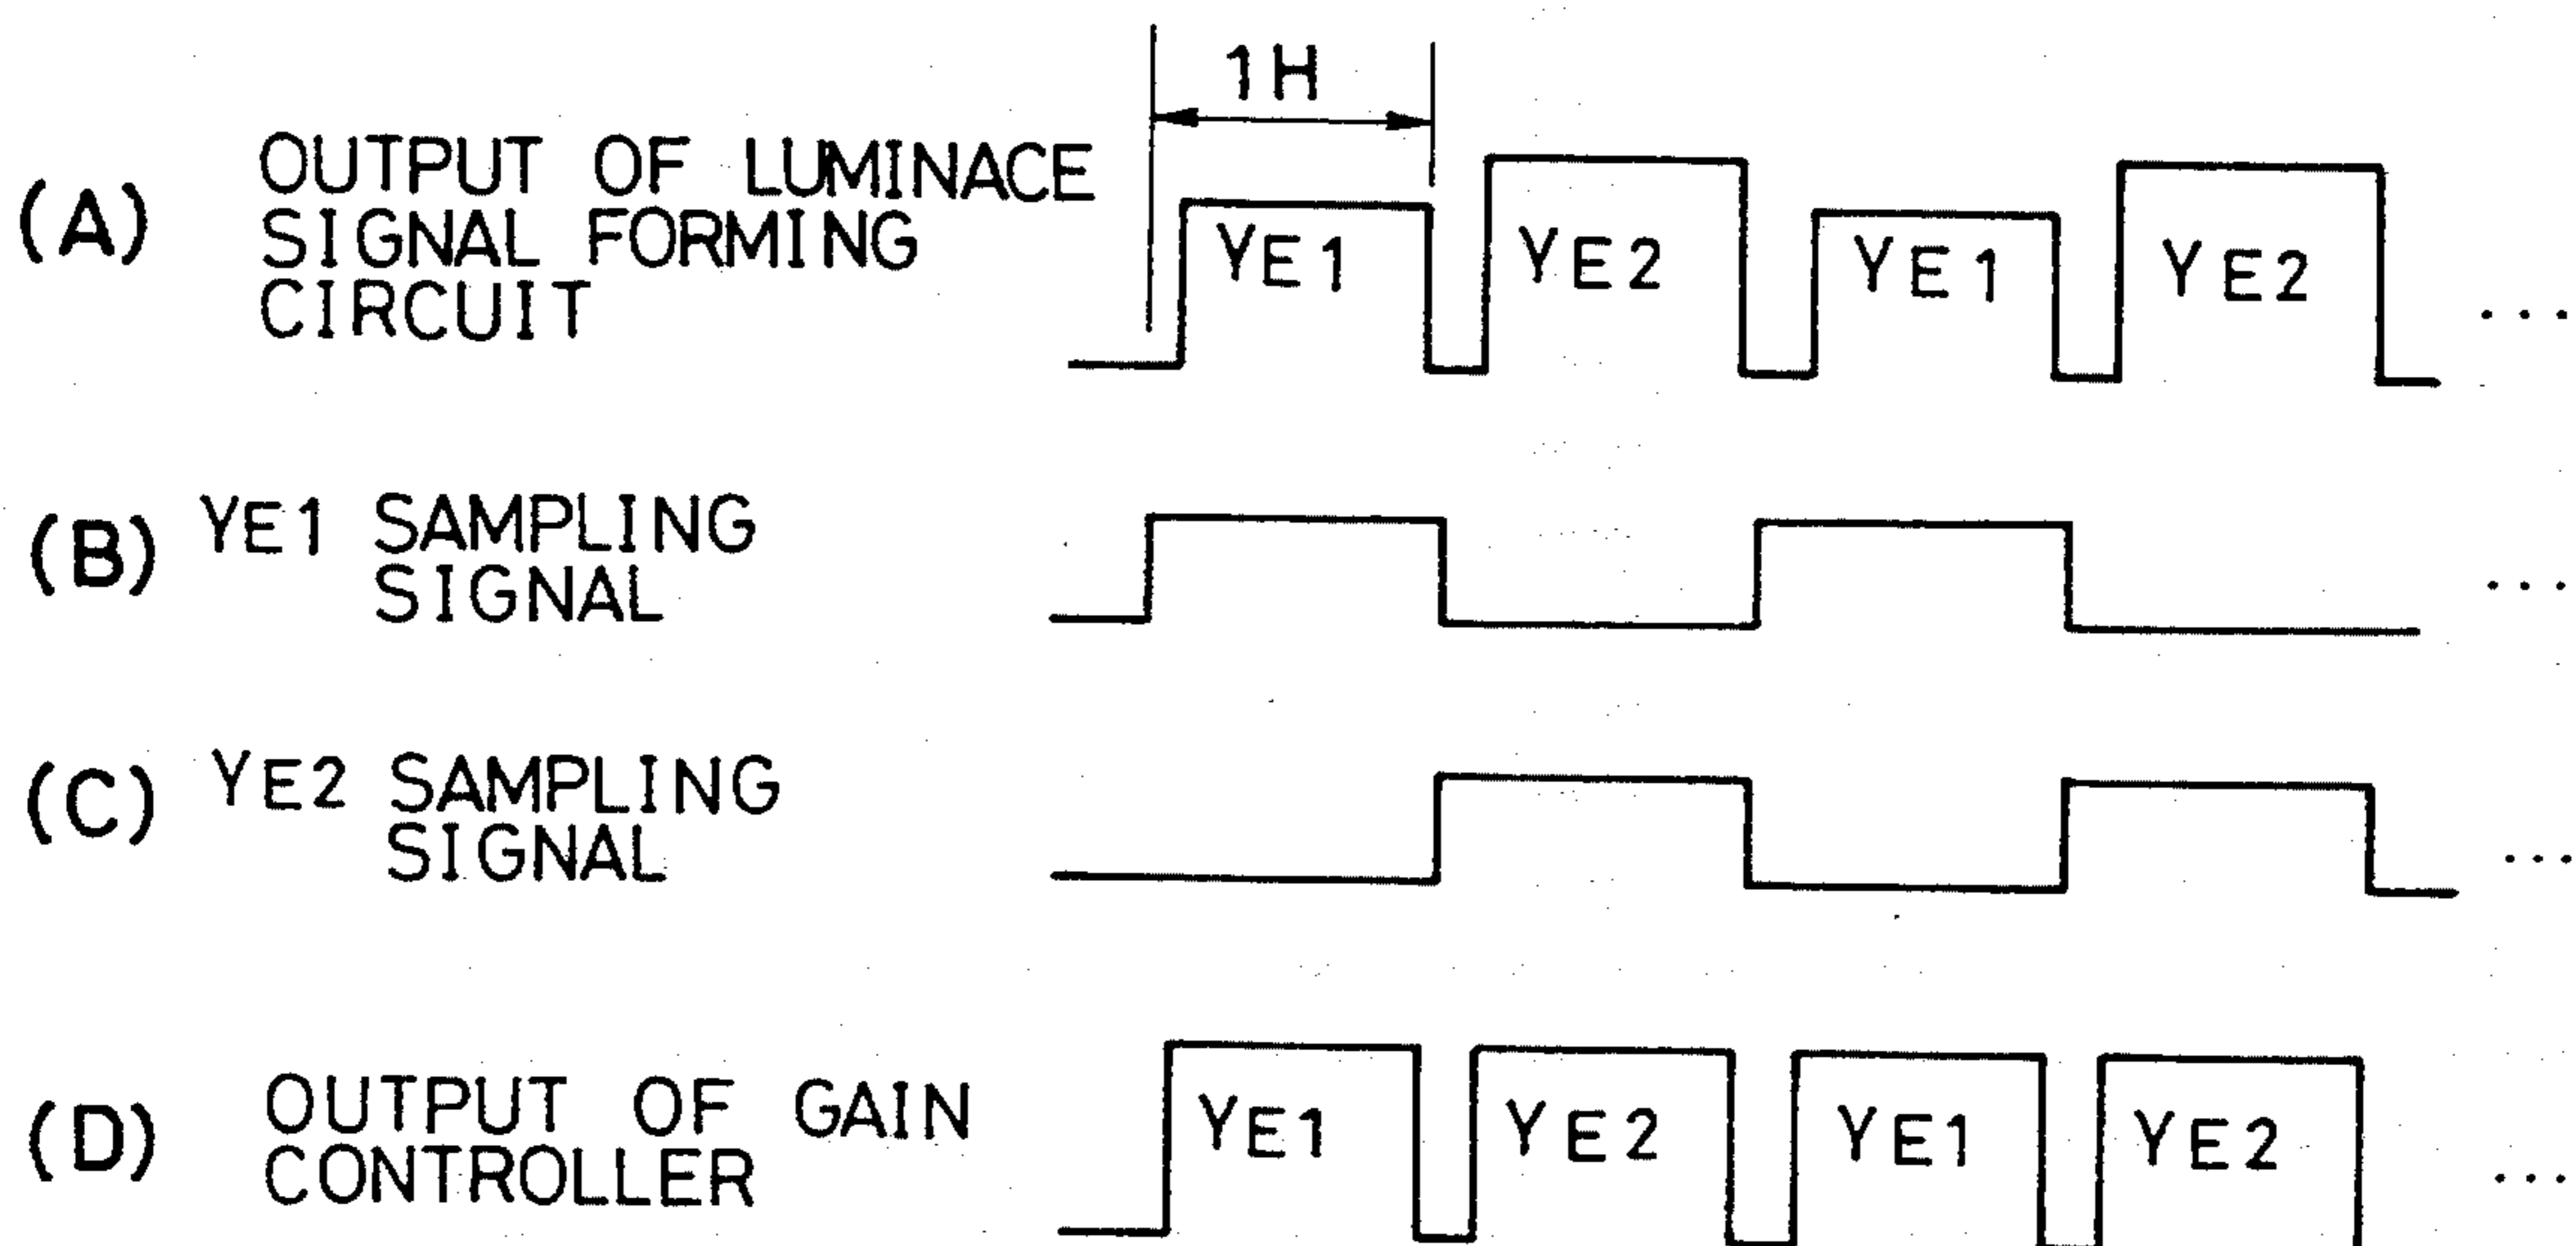 1H
(A) OUTPUT OF LUMINACE
SIGNAL FORMING
CIRCUIT
YE1 YE2 YE1 YE2 ...
(B) YE1 SAMPLING
SIGNAL
...
(C) YE2 SAMPLING
SIGNAL
...
(D) OUTPUT OF GAIN
CONTROLLER
YE1 YE2 YE1 YE2 ...